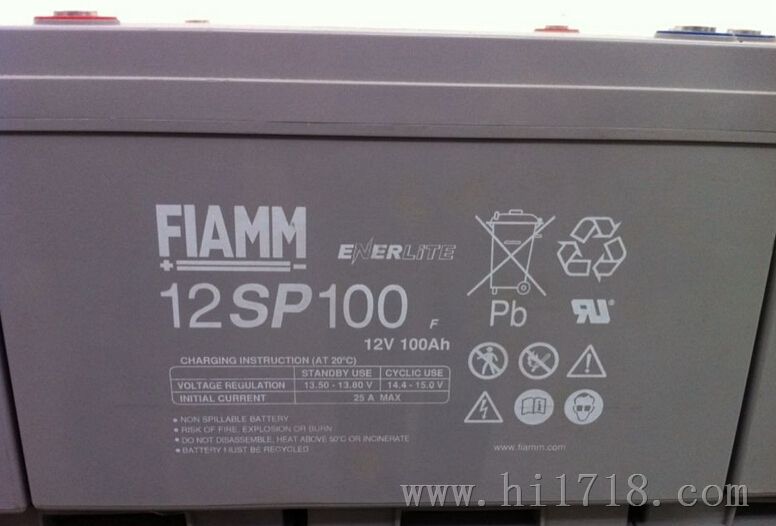 FIAMM
ENERLITE
12SP100 F
12V 100Ah
Pb
CHARGING INSTRUCTION (AT 20°C)
STANDBY USE CYCLIC USE
VOLTAGE REGULATION 13.50 - 13.80 V 14.4 - 15.0 V
INITIAL CURRENT 25 A MAX
• NON SPILLABLE BATTERY
• RISK OF FIRE, EXPLOSION OR BURN
• DO NOT DISASSEMBLE, HEAT ABOVE 50°C OR INCINERATE
• BATTERY MUST BE RECYCLED
www.fiamm.com
www.hi1718.com